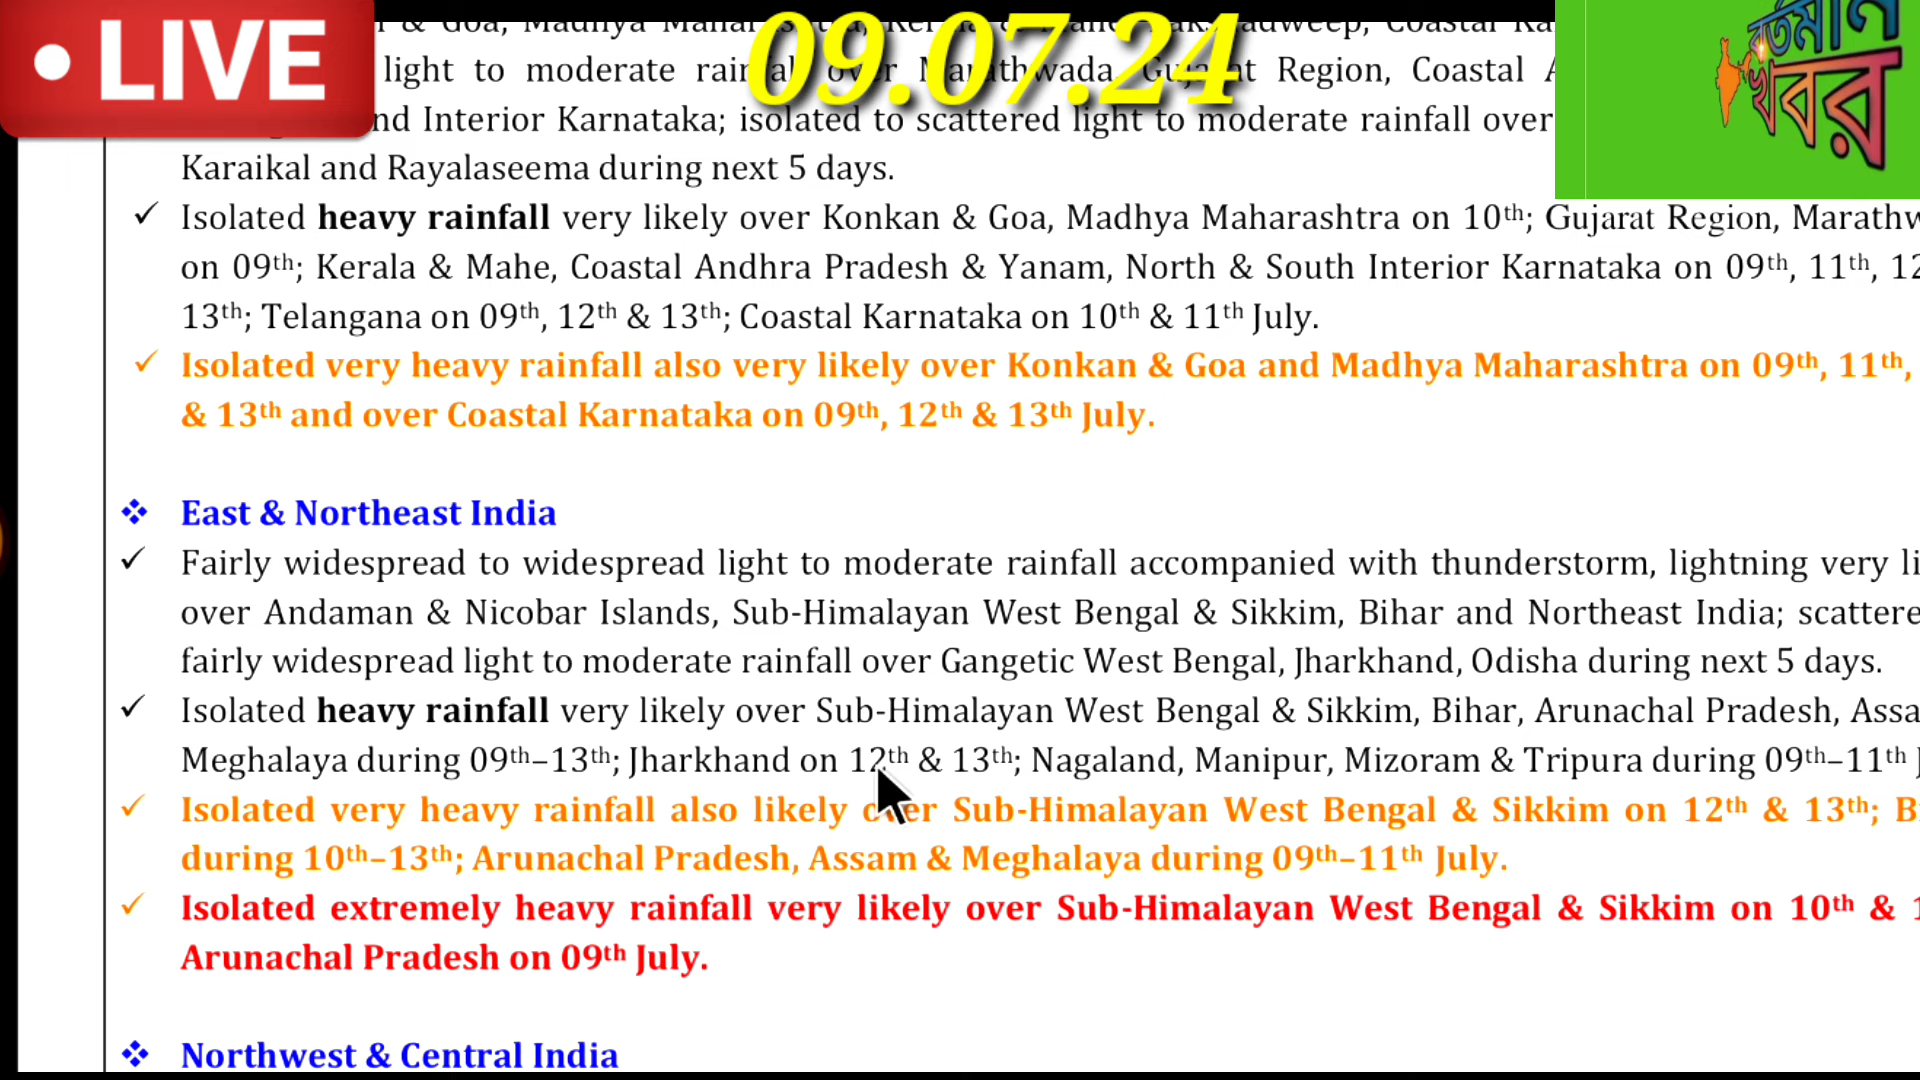 LIVE
09.07.24
বর্তমান
খবর
& Goa, Madhya
light to moderate over Marathwada, Gujarat Region, Coastal
and Interior Karnataka; isolated to scattered light to moderate rainfall over
Karaikal and Rayalaseema during next 5 days.
✓ Isolated heavy rainfall very likely over Konkan & Goa, Madhya Maharashtra on 10th; Gujarat Region, Marathw
on 09th; Kerala & Mahe, Coastal Andhra Pradesh & Yanam, North & South Interior Karnataka on 09th, 11th, 12
13th; Telangana on 09th, 12th & 13th; Coastal Karnataka on 10th & 11th July.
✓ Isolated very heavy rainfall also very likely over Konkan & Goa and Madhya Maharashtra on 09th, 11th,
& 13th and over Coastal Karnataka on 09th, 12th & 13th July.
❖ East & Northeast India
✓ Fairly widespread to widespread light to moderate rainfall accompanied with thunderstorm, lightning very li
over Andaman & Nicobar Islands, Sub-Himalayan West Bengal & Sikkim, Bihar and Northeast India; scattere
fairly widespread light to moderate rainfall over Gangetic West Bengal, Jharkhand, Odisha during next 5 days.
✓ Isolated heavy rainfall very likely over Sub-Himalayan West Bengal & Sikkim, Bihar, Arunachal Pradesh, Assa
Meghalaya during 09th–13th; Jharkhand on 12th & 13th; Nagaland, Manipur, Mizoram & Tripura during 09th–11th J
✓ Isolated very heavy rainfall also likely over Sub-Himalayan West Bengal & Sikkim on 12th & 13th; B
during 10th–13th; Arunachal Pradesh, Assam & Meghalaya during 09th–11th July.
✓ Isolated extremely heavy rainfall very likely over Sub-Himalayan West Bengal & Sikkim on 10th & 1
Arunachal Pradesh on 09th July.
❖ Northwest & Central India